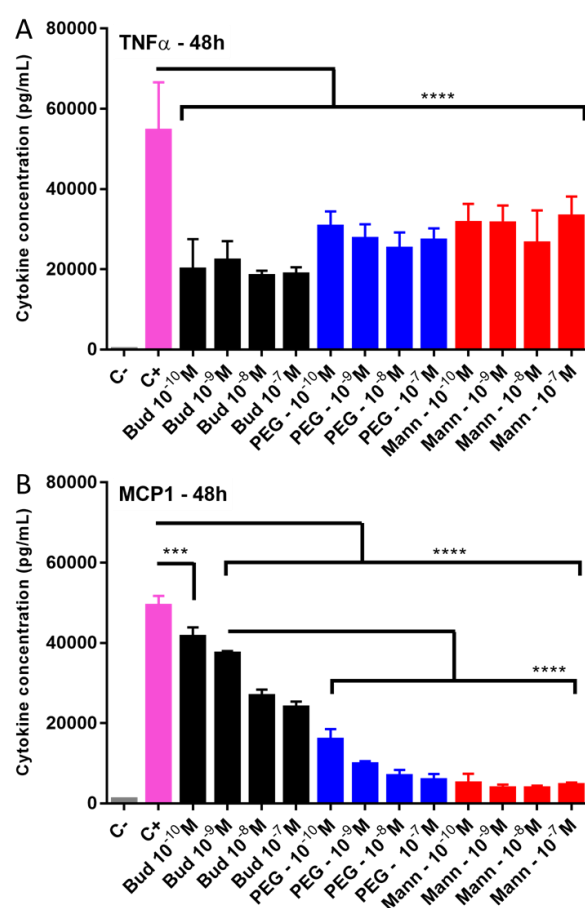 A
TNFα - 48h
Cytokine concentration (pg/mL)
80000
60000
40000
20000
0
****
C-
C+
Bud 10⁻¹⁰M
Bud 10⁻⁹M
Bud 10⁻⁸M
Bud 10⁻⁷M
PEG - 10⁻¹⁰M
PEG - 10⁻⁹M
PEG - 10⁻⁸M
PEG - 10⁻⁷M
Mann - 10⁻¹⁰M
Mann - 10⁻⁹M
Mann - 10⁻⁸M
Mann - 10⁻⁷M
B
MCP1 - 48h
Cytokine concentration (pg/mL)
80000
60000
40000
20000
0
***
****
****
C-
C+
Bud 10⁻¹⁰M
Bud 10⁻⁹M
Bud 10⁻⁸M
Bud 10⁻⁷M
PEG - 10⁻¹⁰M
PEG - 10⁻⁹M
PEG - 10⁻⁸M
PEG - 10⁻⁷M
Mann - 10⁻¹⁰M
Mann - 10⁻⁹M
Mann - 10⁻⁸M
Mann - 10⁻⁷M